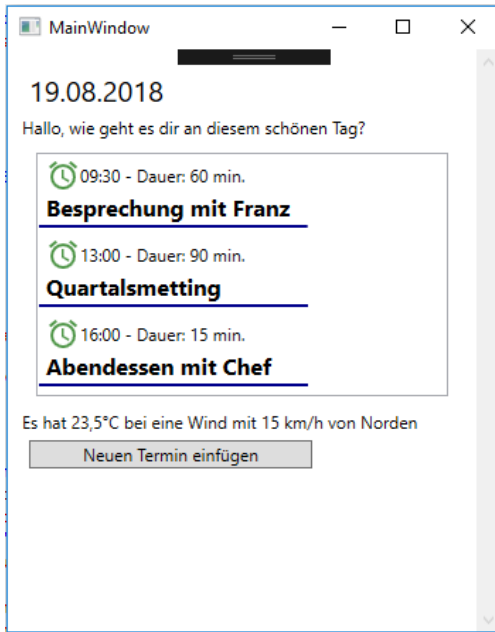 MainWindow
19.08.2018
Hallo, wie geht es dir an diesem schönen Tag?
09:30 - Dauer: 60 min.
Besprechung mit Franz
13:00 - Dauer: 90 min.
Quartalsmetting
16:00 - Dauer: 15 min.
Abendessen mit Chef
Es hat 23,5°C bei eine Wind mit 15 km/h von Norden
Neuen Termin einfügen